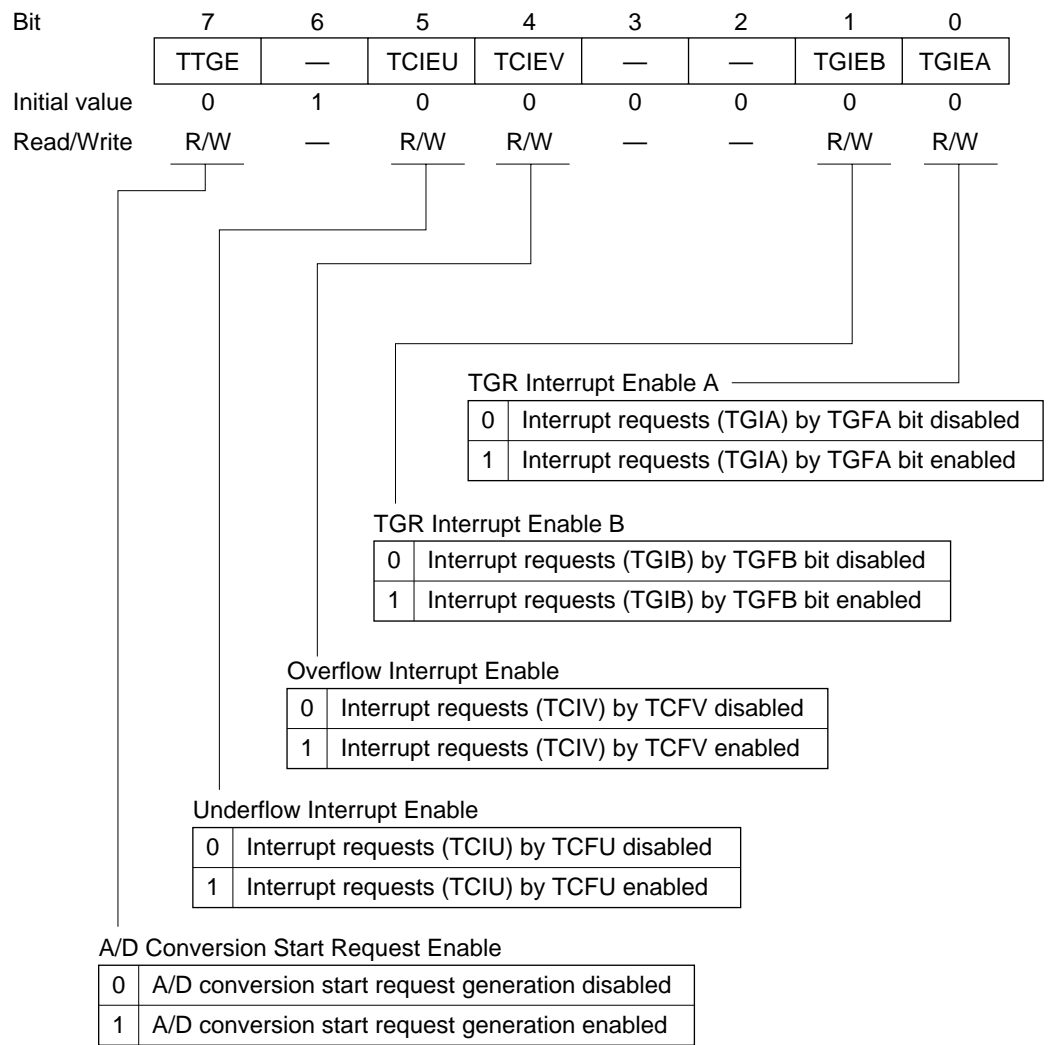 Bit 7 6 5 4 3 2 1 0
TTGE — TCIEU TCIEV — — TGIEB TGIEA
Initial value 0 1 0 0 0 0 0 0
Read/Write R/W — R/W R/W — — R/W R/W
TGR Interrupt Enable A
0 Interrupt requests (TGIA) by TGFA bit disabled
1 Interrupt requests (TGIA) by TGFA bit enabled
TGR Interrupt Enable B
0 Interrupt requests (TGIB) by TGFB bit disabled
1 Interrupt requests (TGIB) by TGFB bit enabled
Overflow Interrupt Enable
0 Interrupt requests (TCIV) by TCFV disabled
1 Interrupt requests (TCIV) by TCFV enabled
Underflow Interrupt Enable
0 Interrupt requests (TCIU) by TCFU disabled
1 Interrupt requests (TCIU) by TCFU enabled
A/D Conversion Start Request Enable
0 A/D conversion start request generation disabled
1 A/D conversion start request generation enabled